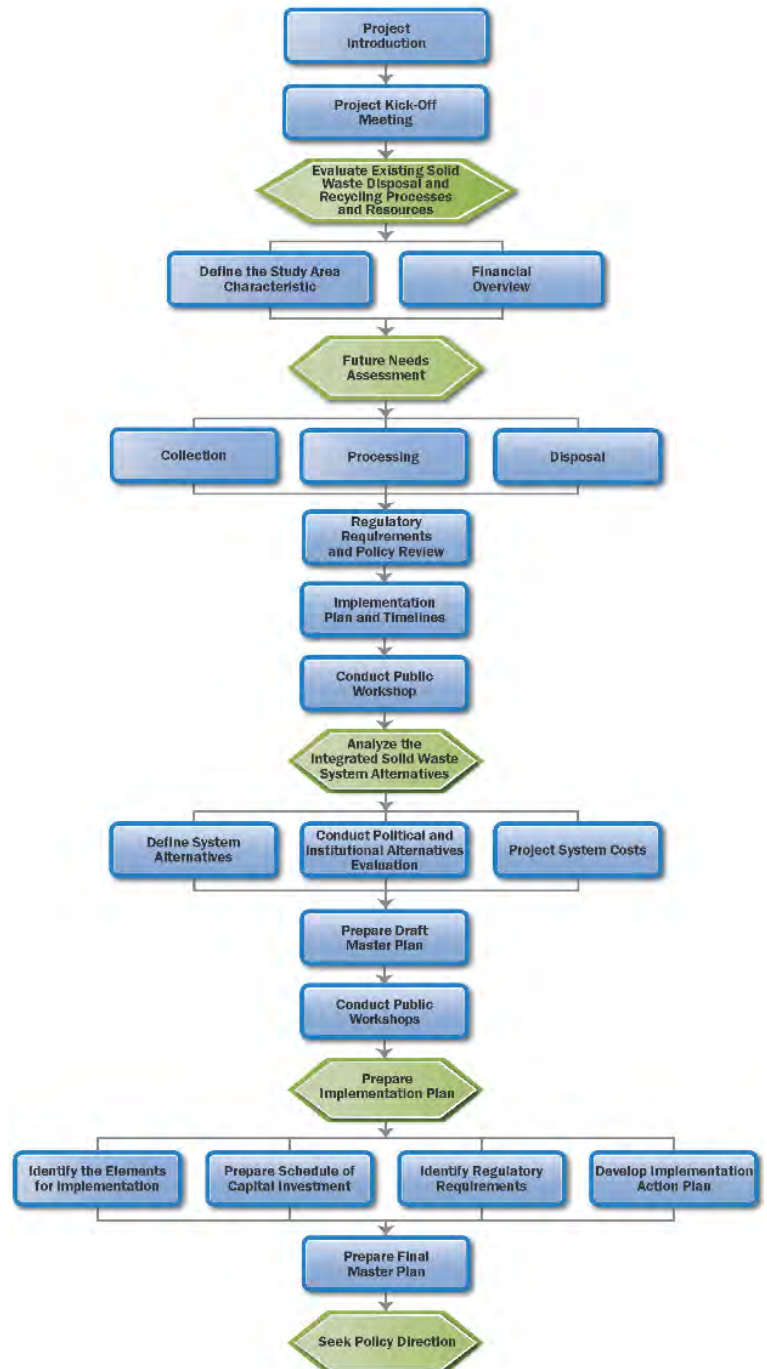 Project
Introduction
Project Kick-Off
Meeting
Evaluate Existing Solid
Waste Disposal and
Recycling Processes
and Resources
Define the Study Area
Characteristic
Financial
Overview
Future Needs
Assessment
Collection
Processing
Disposal
Regulatory
Requirements
and Policy Review
Implementation
Plan and Timelines
Conduct Public
Workshop
Analyze the
Integrated Solid Waste
System Alternatives
Define System
Alternatives
Conduct Political and
Institutional Alternatives
Evaluation
Project System Costs
Prepare Draft
Master Plan
Conduct Public
Workshops
Prepare
Implementation Plan
Identify the Elements
for Implementation
Prepare Schedule of
Capital Investment
Identify Regulatory
Requirements
Develop Implementation
Action Plan
Prepare Final
Master Plan
Seek Policy Direction